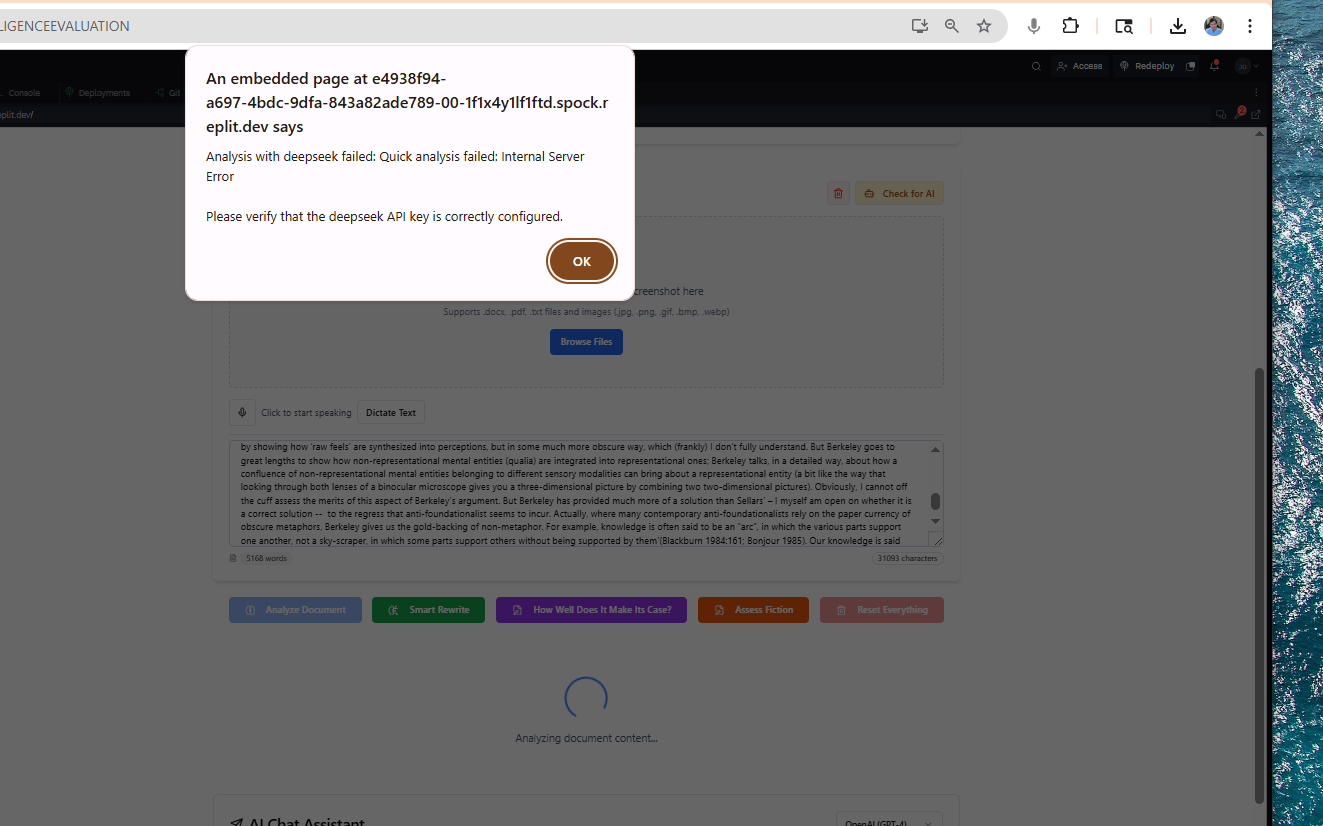 LIGENCEEVALUATION
An embedded page at e4938f94-
a697-4bdc-9dfa-843a82ade789-00-1f1x4y1lf1ftd.spock.r
eplit.dev says
Analysis with deepseek failed: Quick analysis failed: Internal Server
Error
Please verify that the deepseek API key is correctly configured.
OK
Access
Redeploy
Console
Deployments
Git
eplit.dev/
2
Check for AI
creenshot here
Supports .docx, .pdf, .txt files and images (.jpg, .png, .gif, .bmp, .webp)
Browse Files
Click to start speaking
Dictate Text
by showing how 'raw feels' are synthesized into perceptions, but in some much more obscure way, which (frankly) I don't fully understand. But Berkeley goes to
great lengths to show how non-representational mental entities (qualia) are integrated into representational ones; Berkeley talks, in a detailed way, about how a
confluence of non-representational mental entities belonging to different sensory modalities can bring about a representational entity (a bit like the way that
looking through both lenses of a binocular microscope gives you a three-dimensional picture by combining two two-dimensional pictures). Obviously, I cannot off
the cuff assess the merits of this aspect of Berkeley's argument. But Berkeley has provided much more of a solution than Sellars' – I myself am open on whether it is
a correct solution -- to the regress that anti-foundationalist seems to incur. Actually, where many contemporary anti-foundationalists rely on the paper currency of
obscure metaphors, Berkeley gives us the gold-backing of non-metaphor. For example, knowledge is often said to be an "arc", in which the various parts support
one another, not a sky-scraper, in which some parts support others without being supported by them'(Blackburn 1984:161; Bonjour 1985). Our knowledge is said
5168 words
31093 characters
Analyze Document
Smart Rewrite
How Well Does It Make Its Case?
Assess Fiction
Reset Everything
Analyzing document content...
AI Chat Assistant
OpenAI (GPT-4)